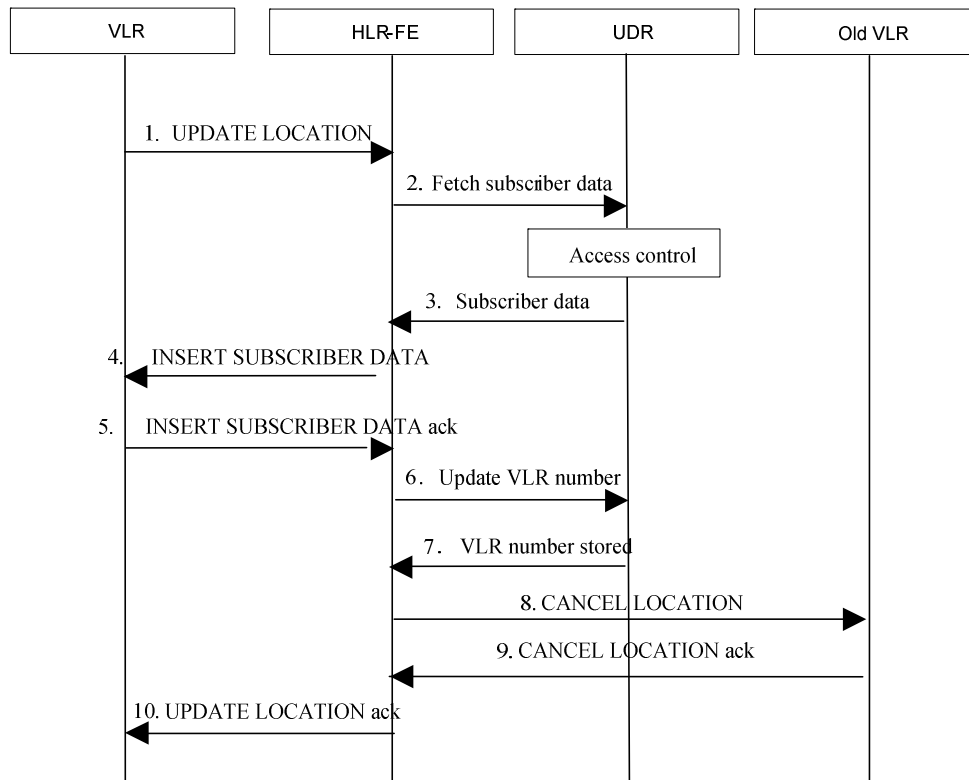 VLR
HLR-FE
UDR
Old VLR
1. UPDATE LOCATION
2. Fetch subscriber data
Access control
3. Subscriber data
4. INSERT SUBSCRIBER DATA
5. INSERT SUBSCRIBER DATA ack
6. Update VLR number
7. VLR number stored
8. CANCEL LOCATION
9. CANCEL LOCATION ack
10. UPDATE LOCATION ack